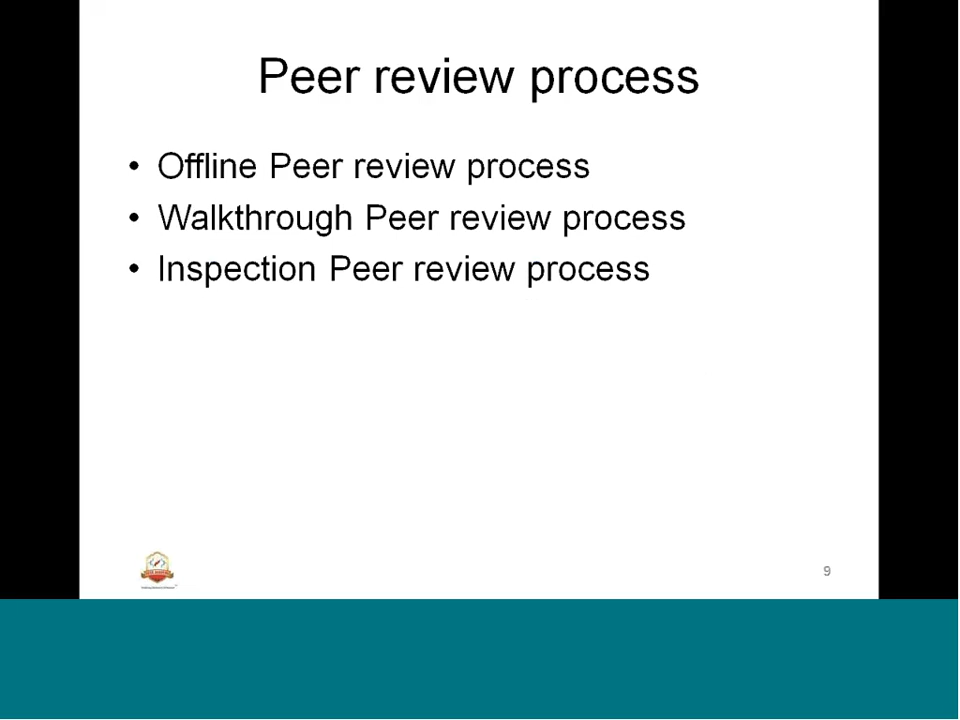 Peer review process
• Offline Peer review process
• Walkthrough Peer review process
• Inspection Peer review process
9